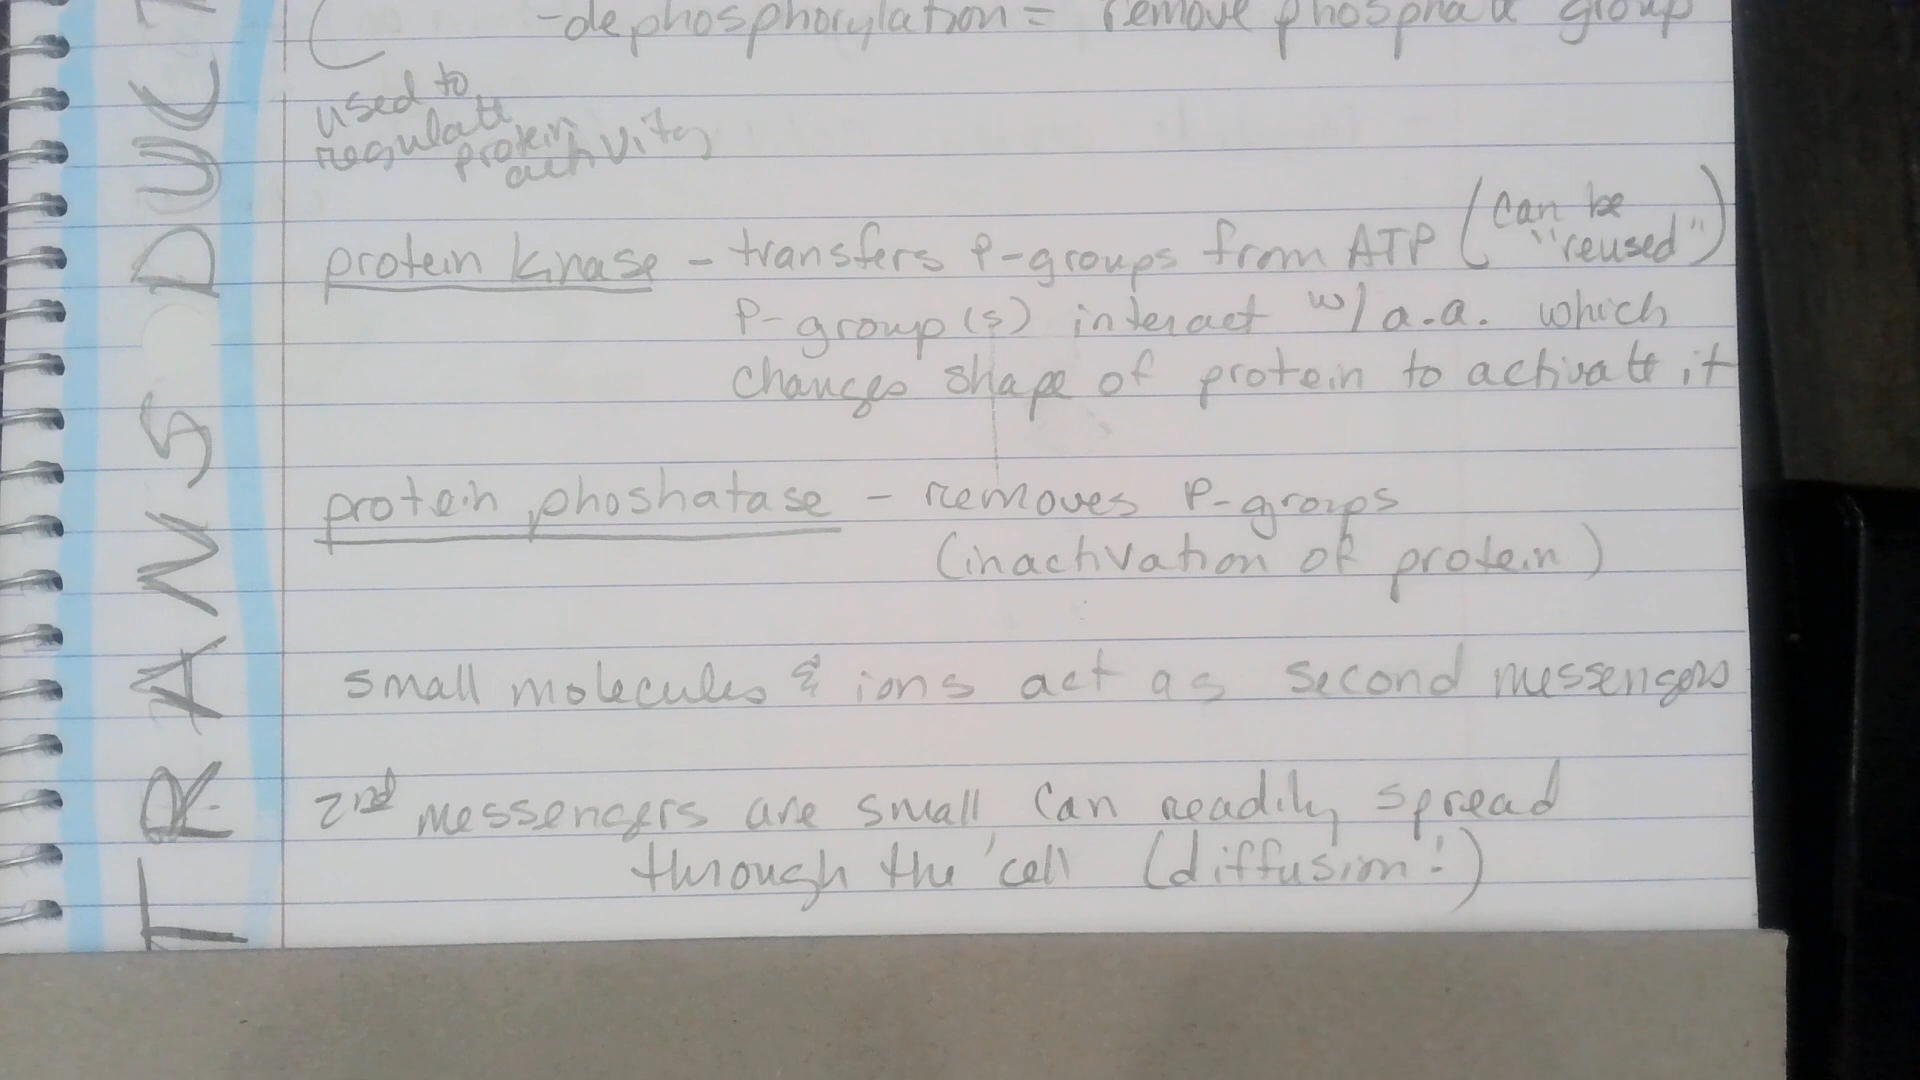 -dephosphorylation = remove phosphate group
used to
regulate
protein
activity
protein kinase - transfers P-groups from ATP (can be "reused")
P-group(s) interact w/ a.a. which
changes shape of protein to activate it
protein phoshatase - removes P-groups
(inactivation of protein)
small molecules & ions act as second messengers
2nd messengers are small can readily spread
through the cell (diffusion!)
TRANSDUCT